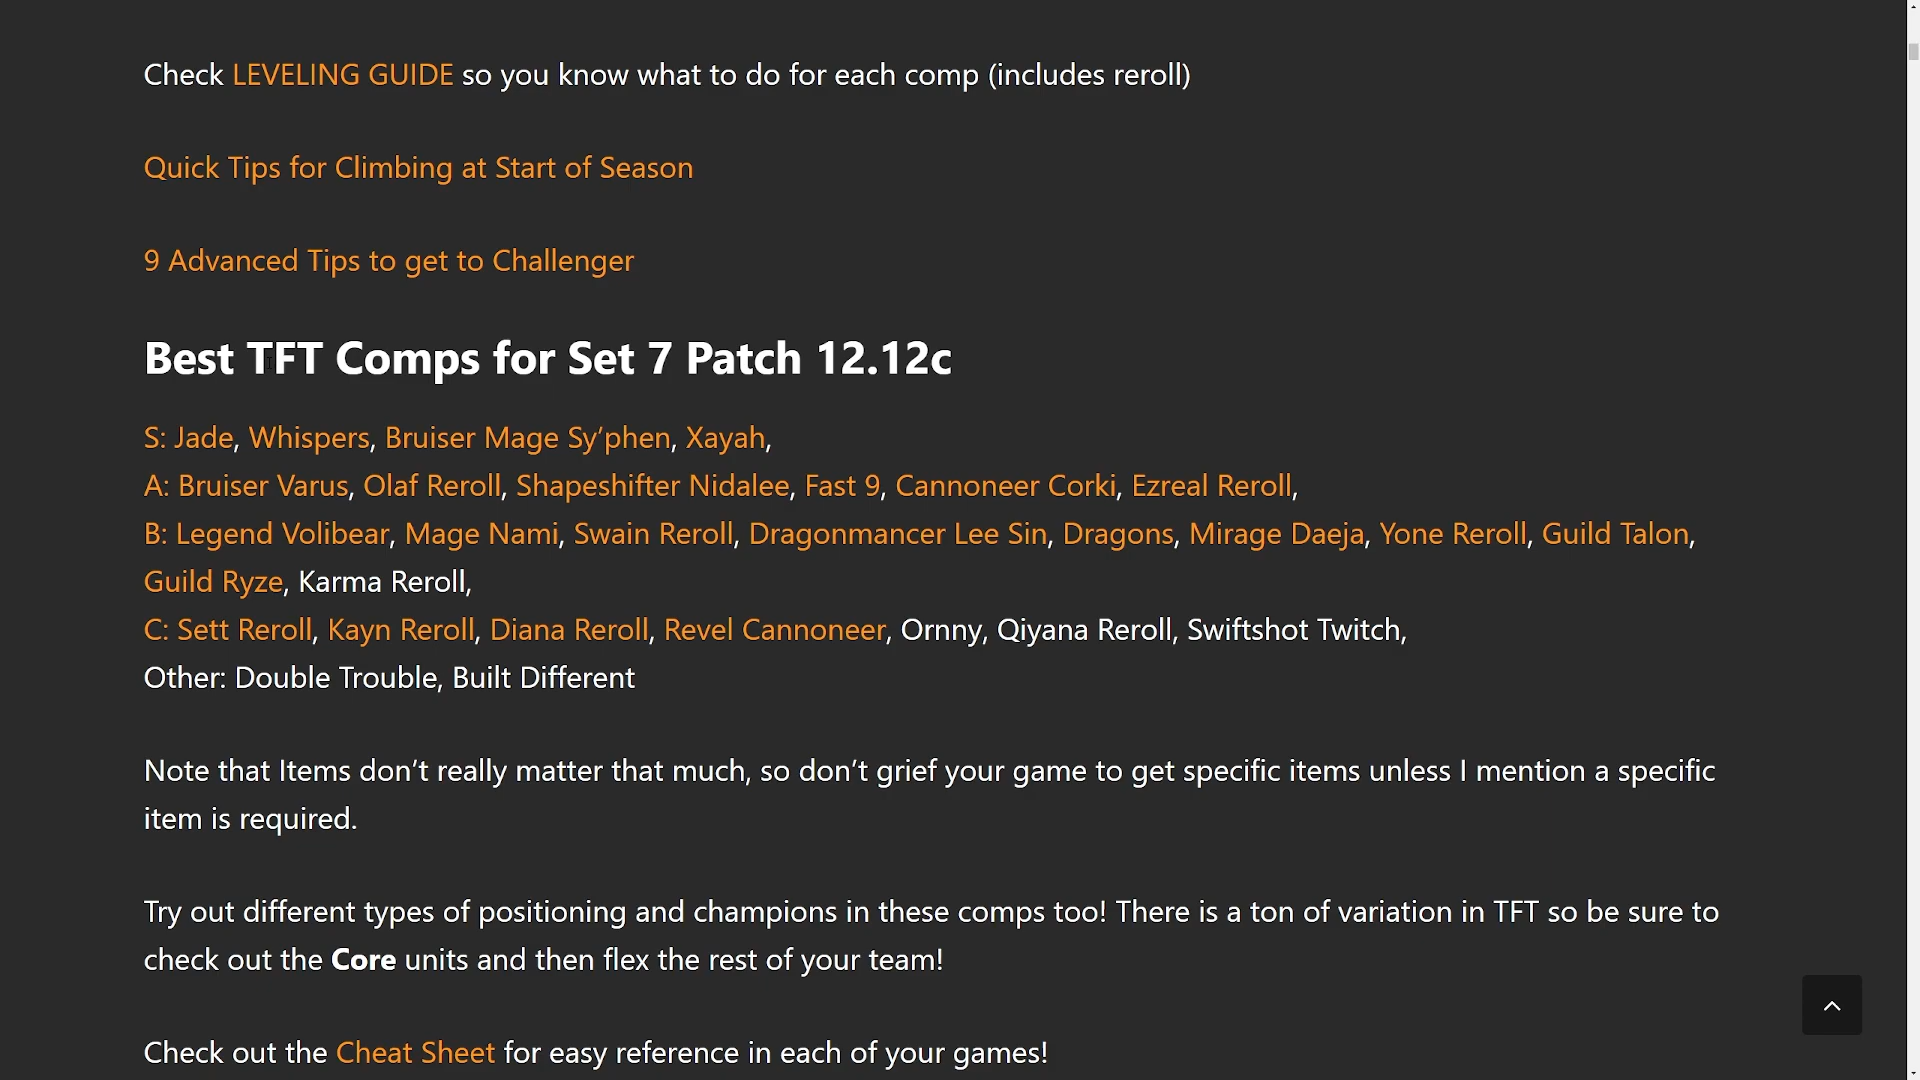 Check LEVELING GUIDE so you know what to do for each comp (includes reroll)
Quick Tips for Climbing at Start of Season
9 Advanced Tips to get to Challenger
Best TFT Comps for Set 7 Patch 12.12c
S: Jade, Whispers, Bruiser Mage Sy’phen, Xayah,
A: Bruiser Varus, Olaf Reroll, Shapeshifter Nidalee, Fast 9, Cannoneer Corki, Ezreal Reroll,
B: Legend Volibear, Mage Nami, Swain Reroll, Dragonmancer Lee Sin, Dragons, Mirage Daeja, Yone Reroll, Guild Talon,
Guild Ryze, Karma Reroll,
C: Sett Reroll, Kayn Reroll, Diana Reroll, Revel Cannoneer, Ornny, Qiyana Reroll, Swiftshot Twitch,
Other: Double Trouble, Built Different
Note that Items don’t really matter that much, so don’t grief your game to get specific items unless I mention a specific
item is required.
Try out different types of positioning and champions in these comps too! There is a ton of variation in TFT so be sure to
check out the Core units and then flex the rest of your team!
Check out the Cheat Sheet for easy reference in each of your games!